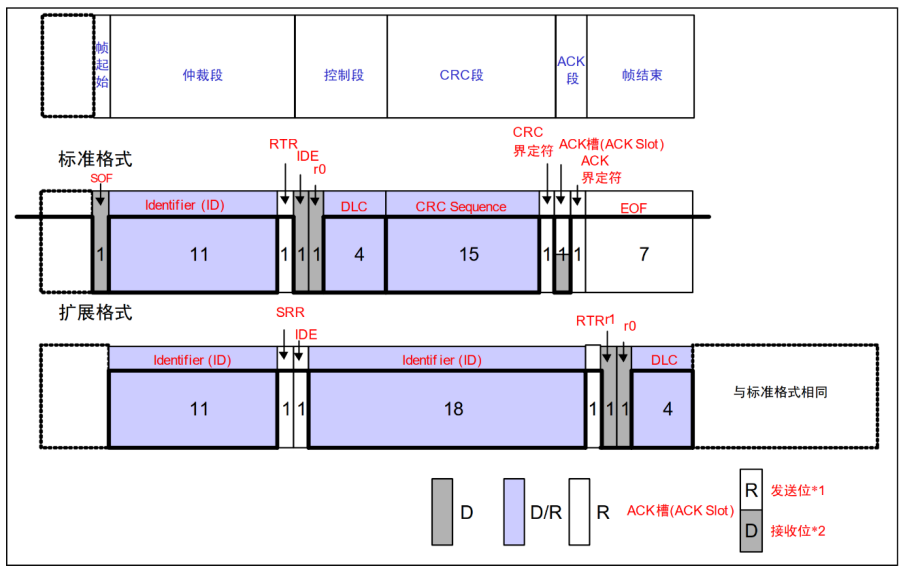 帧起始
仲裁段
控制段
CRC段
ACK段
帧结束
标准格式
SOF
RTR
IDE
r0
CRC
界定符
ACK槽(ACK Slot)
ACK
界定符
Identifier (ID)
DLC
CRC Sequence
EOF
1
11
1
1
1
4
15
1
1
1
7
扩展格式
SRR
IDE
RTR
r1
r0
Identifier (ID)
Identifier (ID)
DLC
11
1
1
18
1
1
1
4
与标准格式相同
D
D/R
R
ACK槽(ACK Slot)
R
发送位*1
D
接收位*2